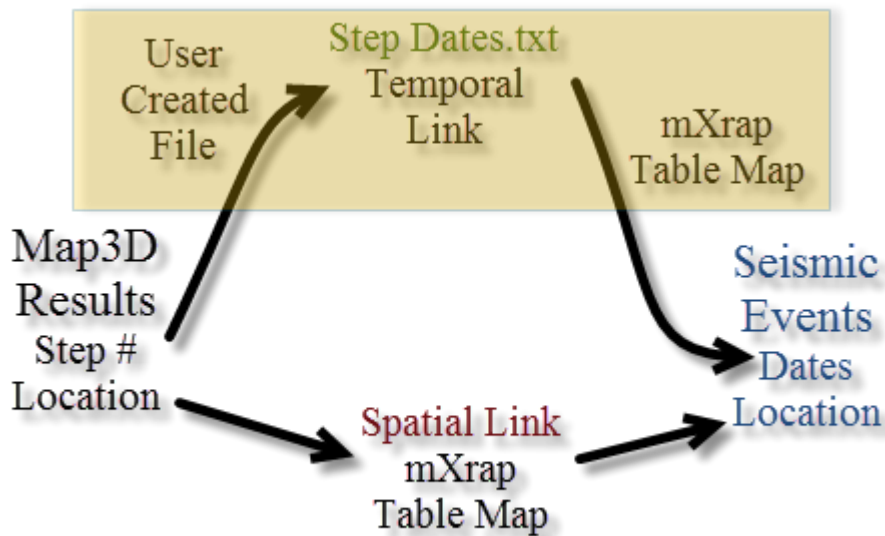 User
Created
File
Step Dates.txt
Temporal
Link
mXrap
Table Map
Map3D
Results
Step #
Location
Spatial Link
mXrap
Table Map
Seismic
Events
Dates
Location